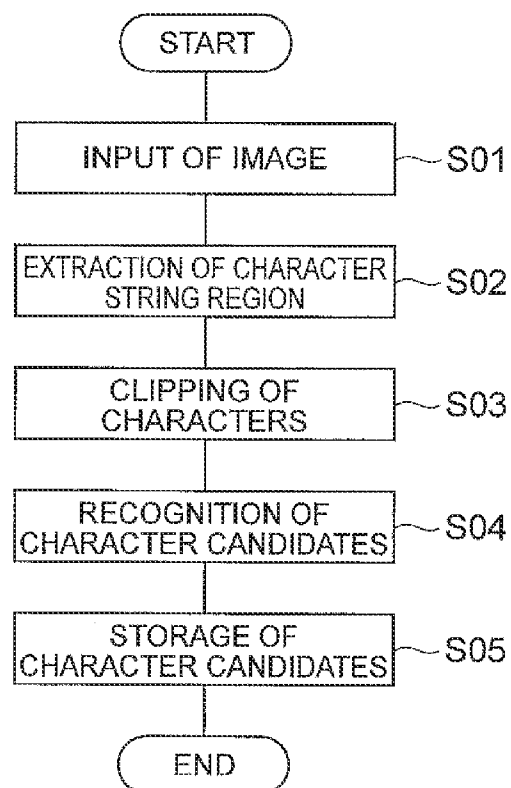 START
INPUT OF IMAGE
S01
EXTRACTION OF CHARACTER
STRING REGION
S02
CLIPPING OF
CHARACTERS
S03
RECOGNITION OF
CHARACTER CANDIDATES
S04
STORAGE OF
CHARACTER CANDIDATES
S05
END